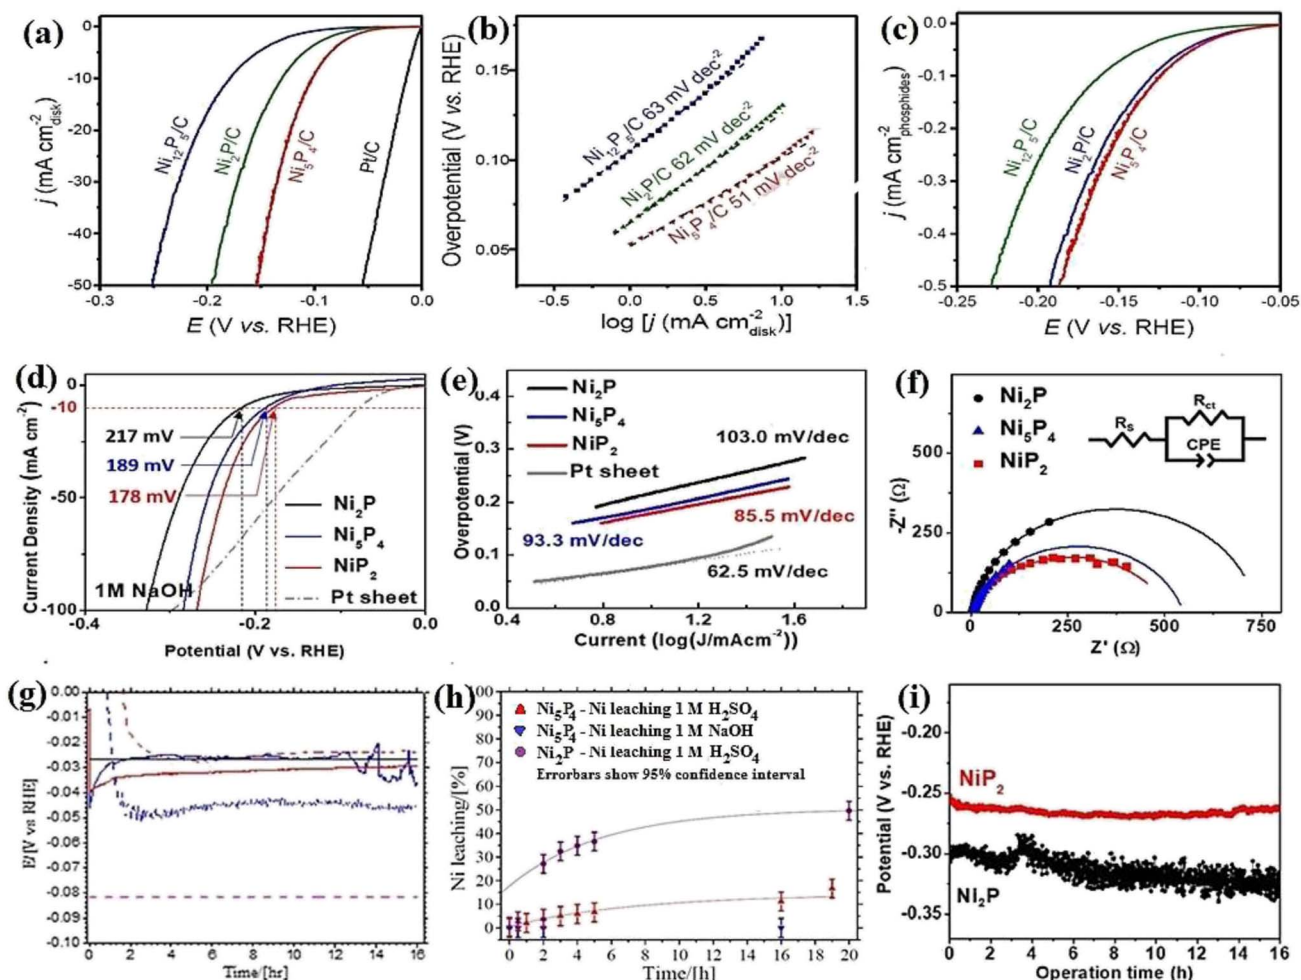 (a)
0
-10
-20
-30
-40
-50
j (mA cm⁻²disk)
Ni12P5/C
Ni2P/C
Ni5P4/C
Pt/C
-0.3 -0.2 -0.1 0.0
E (V vs. RHE)
(b)
0.15
0.10
0.05
Overpotential (V vs. RHE)
Ni12P5/C 63 mV dec⁻²
Ni2P/C 62 mV dec⁻²
Ni5P4/C 51 mV dec⁻²
-0.5 0.0 0.5 1.0 1.5
log [j (mA cm⁻²disk)]
(c)
0.0
-0.1
-0.2
-0.3
-0.4
-0.5
j (mA cm⁻²phosphides)
Ni12P5/C
Ni2P/C
Ni5P4/C
-0.25 -0.20 -0.15 -0.10 -0.05
E (V vs. RHE)
(d)
0
-10
-50
-100
Current Density (mA cm⁻²)
217 mV
189 mV
178 mV
Ni2P
Ni5P4
NiP2
Pt sheet
1M NaOH
-0.4 -0.2 0.0
Potential (V vs. RHE)
(e)
0.4
0.2
0.1
0.0
Overpotential (V)
Ni2P
Ni5P4
NiP2
Pt sheet
103.0 mV/dec
85.5 mV/dec
93.3 mV/dec
62.5 mV/dec
0.4 0.8 1.2 1.6 2.0
Current (log(J/mAcm⁻²))
(f)
750
500
250
0
-Z'' (Ω)
Ni2P
Ni5P4
NiP2
Rs
Rct
CPE
0 250 500 750
Z' (Ω)
(g)
0.00
-0.01
-0.02
-0.03
-0.04
-0.05
-0.06
-0.07
-0.08
-0.09
-0.10
E/[V vs RHE]
0 2 4 6 8 10 12 14 16
Time/[hr]
(h)
100
90
80
70
60
50
40
30
20
10
0
Ni leaching/[%]
Ni5P4 - Ni leaching 1 M H2SO4
Ni5P4 - Ni leaching 1 M NaOH
Ni2P - Ni leaching 1 M H2SO4
Errorbars show 95% confidence interval
0 2 4 6 8 10 12 14 16 18 20
Time/[h]
(i)
-0.20
-0.25
-0.30
-0.35
Potential (V vs. RHE)
NiP2
Ni2P
0 2 4 6 8 10 12 14 16
Operation time (h)